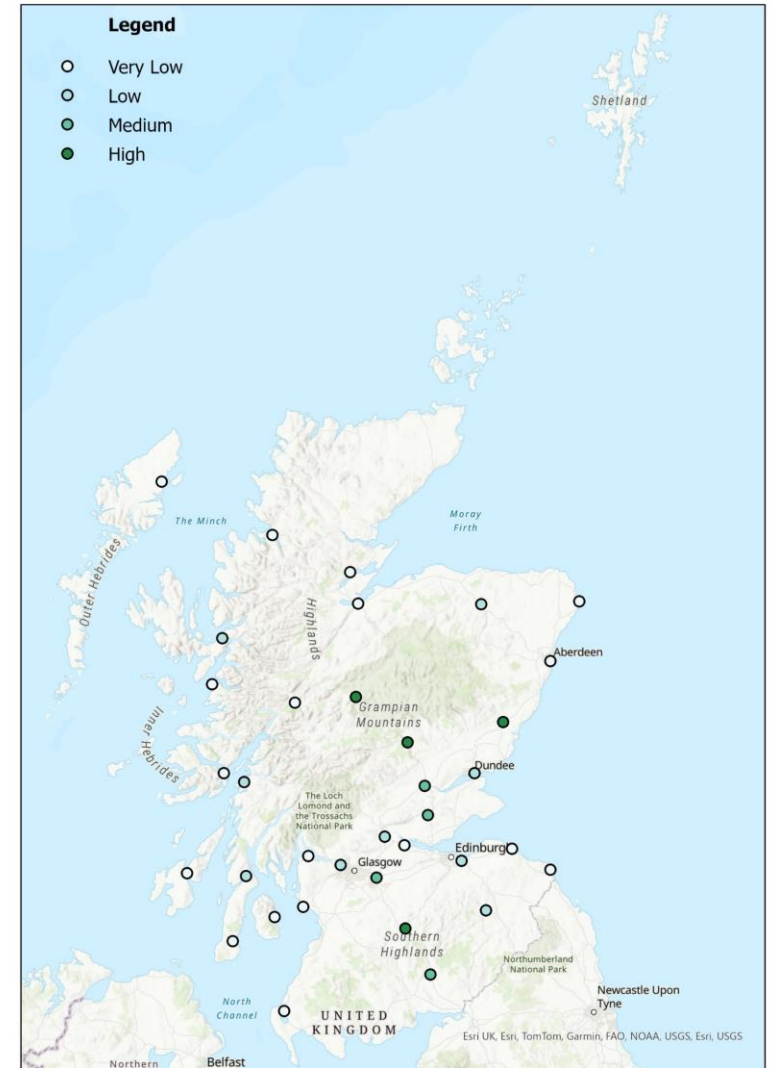 Legend
Very Low
Low
Medium
High
Shetland
Moray
Firth
The Minch
Outer Hebrides
Highlands
Aberdeen
Grampian
Mountains
Inner Hebrides
Dundee
The Loch
Lomond and
the Trossachs
National Park
Edinburgh
Glasgow
Southern
Highlands
Northumberland
National Park
Newcastle Upon
Tyne
North
Channel
UNITED
KINGDOM
Esri UK, Esri, TomTom, Garmin, FAO, NOAA, USGS, Esri, USGS
Northern
Belfast